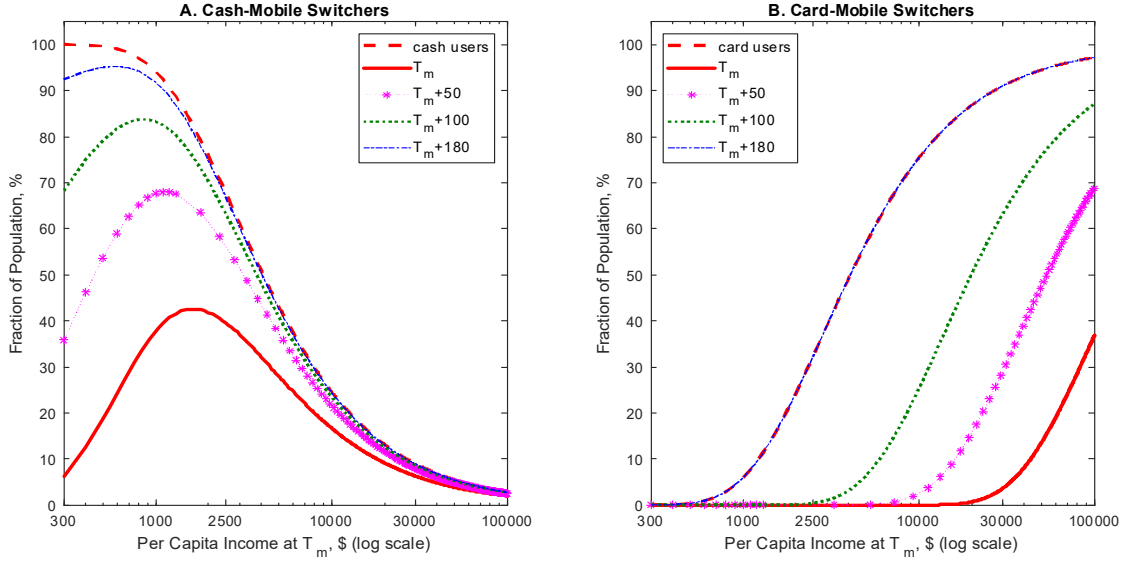 A. Cash-Mobile Switchers
100
90
80
70
60
50
40
30
20
10
0
Fraction of Population, %
cash users
T_m
T_m+50
T_m+100
T_m+180
300
1000
2500
10000
30000
100000
Per Capita Income at T_m, $ (log scale)
B. Card-Mobile Switchers
100
90
80
70
60
50
40
30
20
10
0
Fraction of Population, %
card users
T_m
T_m+50
T_m+100
T_m+180
300
1000
2500
10000
30000
100000
Per Capita Income at T_m, $ (log scale)